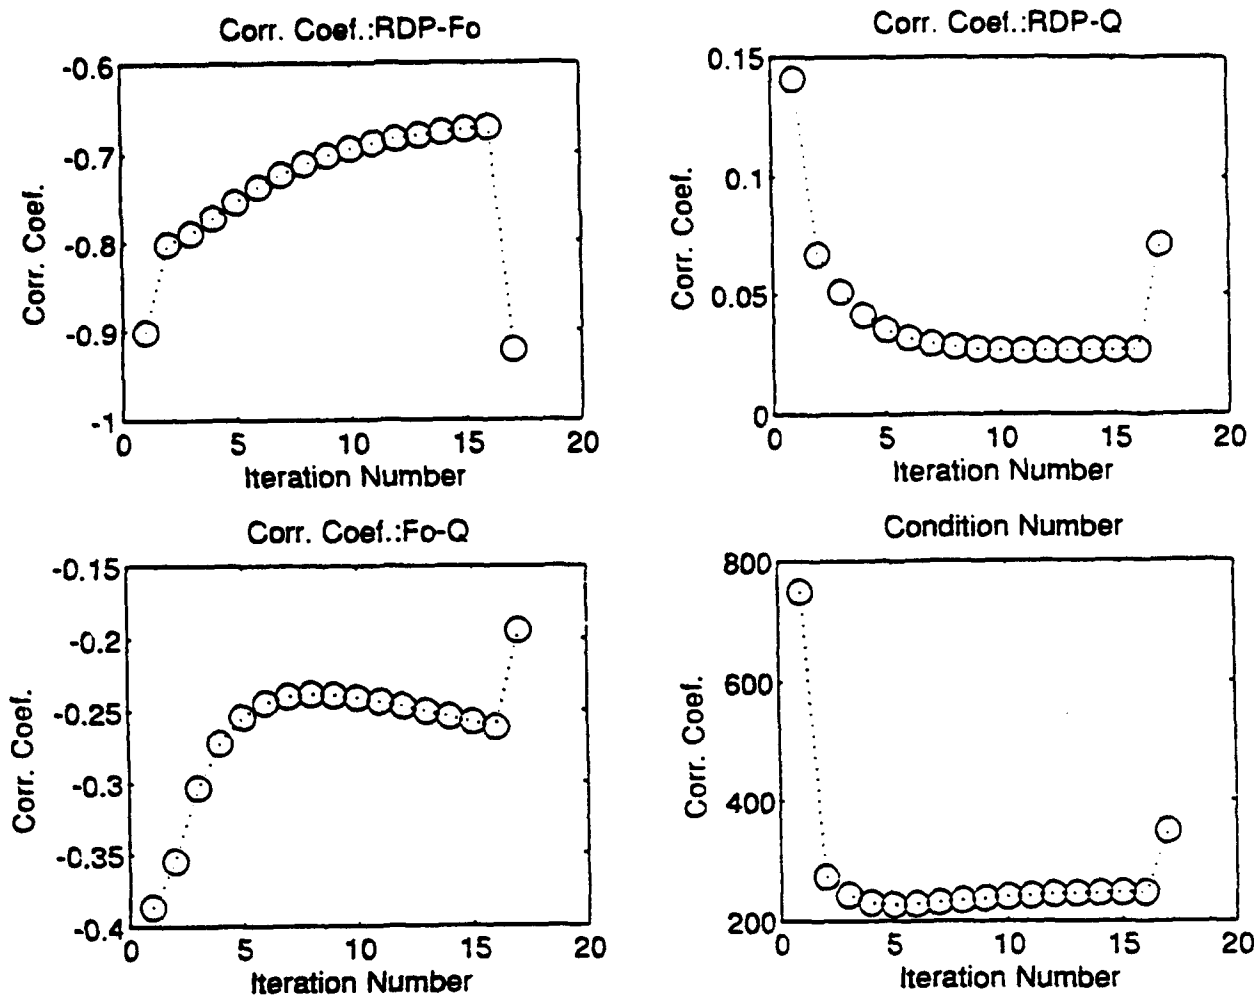 Corr. Coef.:RDP-Fo
-0.6
-0.7
-0.8
-0.9
-1
Corr. Coef.
0 5 10 15 20
Iteration Number
Corr. Coef.:RDP-Q
0.15
0.1
0.05
0
Corr. Coef.
0 5 10 15 20
Iteration Number
Corr. Coef.:Fo-Q
-0.15
-0.2
-0.25
-0.3
-0.35
-0.4
Corr. Coef.
0 5 10 15 20
Iteration Number
Condition Number
800
600
400
200
Corr. Coef.
0 5 10 15 20
Iteration Number